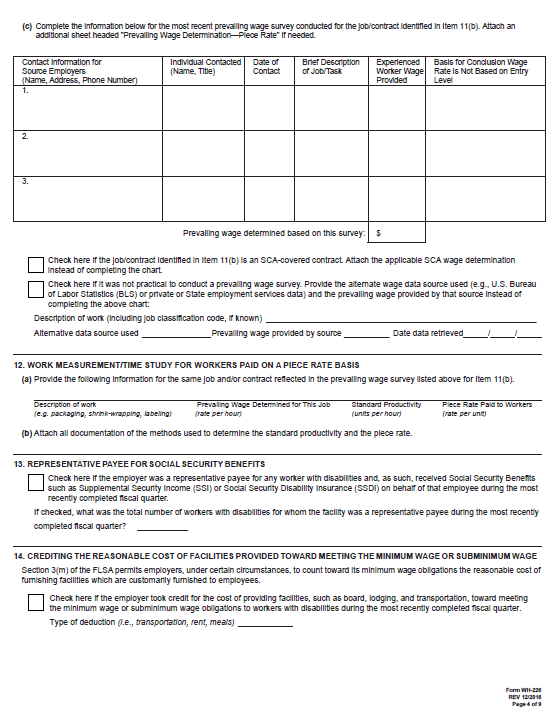 (c) Complete the information below for the most recent prevailing wage survey conducted for the job/contract identified in Item 11(b). Attach an
additional sheet headed "Prevailing Wage Determination—Piece Rate" if needed.
Contact Information for
Source Employers
(Name, Address, Phone Number)
Individual Contacted
(Name, Title)
Date of
Contact
Brief Description
of Job/Task
Experienced
Worker Wage
Provided
Basis for Conclusion Wage
Rate Is Not Based on Entry
Level
1.
2.
3.
Prevailing wage determined based on this survey: $
Check here if the job/contract identified in Item 11(b) is an SCA-covered contract. Attach the applicable SCA wage determination
instead of completing the chart.
Check here if it was not practical to conduct a prevailing wage survey. Provide the alternate wage data source used (e.g., U.S. Bureau
of Labor Statistics (BLS) or private or State employment services data) and the prevailing wage provided by that source instead of
completing the above chart:
Description of work (including job classification code, if known)
Alternative data source used Prevailing wage provided by source Date data retrieved / /
12. WORK MEASUREMENT/TIME STUDY FOR WORKERS PAID ON A PIECE RATE BASIS
(a) Provide the following information for the same job and/or contract reflected in the prevailing wage survey listed above for Item 11(b).
Description of work
(e.g. packaging, shrink-wrapping, labeling)
Prevailing Wage Determined for This Job
(rate per hour)
Standard Productivity
(units per hour)
Piece Rate Paid to Workers
(rate per unit)
(b) Attach all documentation of the methods used to determine the standard productivity and the piece rate.
13. REPRESENTATIVE PAYEE FOR SOCIAL SECURITY BENEFITS
Check here if the employer was a representative payee for any worker with disabilities and, as such, received Social Security Benefits
such as Supplemental Security Income (SSI) or Social Security Disability Insurance (SSDI) on behalf of that employee during the most
recently completed fiscal quarter.
If checked, what was the total number of workers with disabilities for whom the facility was a representative payee during the most recently
completed fiscal quarter?
14. CREDITING THE REASONABLE COST OF FACILITIES PROVIDED TOWARD MEETING THE MINIMUM WAGE OR SUBMINIMUM WAGE
Section 3(m) of the FLSA permits employers, under certain circumstances, to count toward its minimum wage obligations the reasonable cost of
furnishing facilities which are customarily furnished to employees.
Check here if the employer took credit for the cost of providing facilities, such as board, lodging, and transportation, toward meeting
the minimum wage or subminimum wage obligations to workers with disabilities during the most recently completed fiscal quarter.
Type of deduction (i.e., transportation, rent, meals)
Form WH-226
REV 12/2016
Page 4 of 9